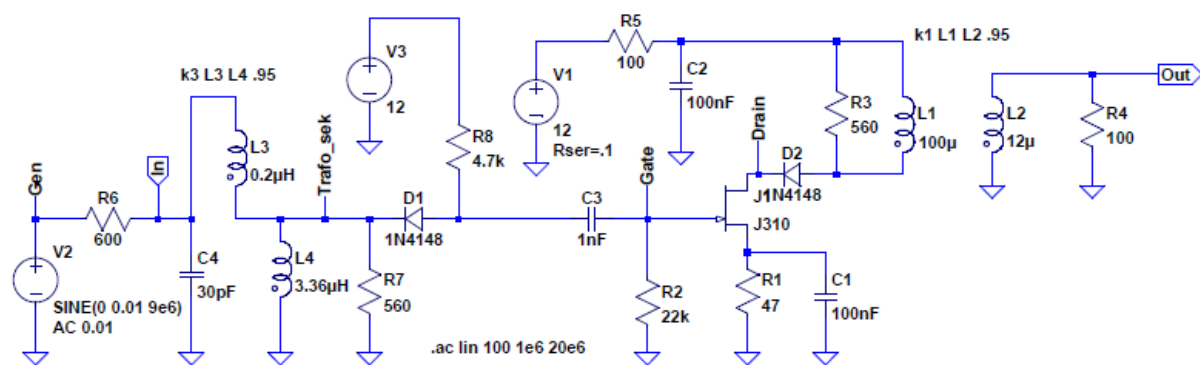 k3 L3 L4 .95
V3
12
R5
100
V1
12
Rser=.1
C2
100nF
k1 L1 L2 .95
R3
560
L1
100µ
L2
12µ
R4
100
Out
Gen
R6
600
In
L3
0.2µH
Trafo_sek
R8
4.7k
D1
1N4148
C3
1nF
Gate
Drain
D2
1N4148
J1
J310
V2
SINE(0 0.01 9e6)
AC 0.01
C4
30pF
L4
3.36µH
R7
560
R2
22k
R1
47
C1
100nF
.ac lin 100 1e6 20e6